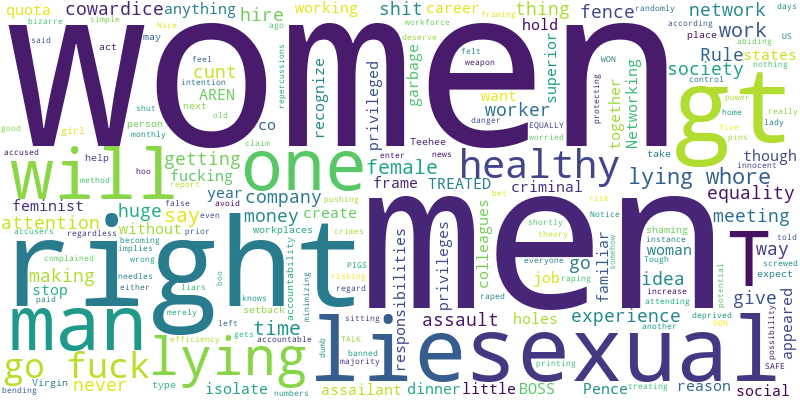 quota cowardice anything hire shit career thing fence network days
bizarre simple ago working framing randomly according
said workforce hold place work US
may act deserve Nice abiding
women
feel cunt recognize repercussions privileged garbage felt weapon superior WON Rule states
intention AREN society nothing
shut next old want together Networking control
good person co worker protecting power really
girl monthly claim Teehee danger EQUALLY worried home five lady
accused news pins
gt
will help hoo getting one female enter healthy take though innocent
method fucking frame TREATED criminal lying whore
report year company bet risk equality
feminist false pushing
attention huge say money create colleagues Notice shaming meeting
accusers even workplaces shortly instance told
regardless becoming without avoid crimes theory familiar woman Tough way screwed
complained implies prior accountability responsibilities privileges everyone somehow expect
right men T
making wrong needles PIGS job go idea increase
stop either boo liars risking minimizing raped raping attending potential give
paid knows regard experience another deprived appeared
man merely setback assault holes
left time accountable sitting dumb TALK DON possibility
go fuck lying lie sexual
efficiency gets banned majority printing SAFE
Virgin never type isolate numbers assailant dinner little BOSS Pence treating reason social
bending